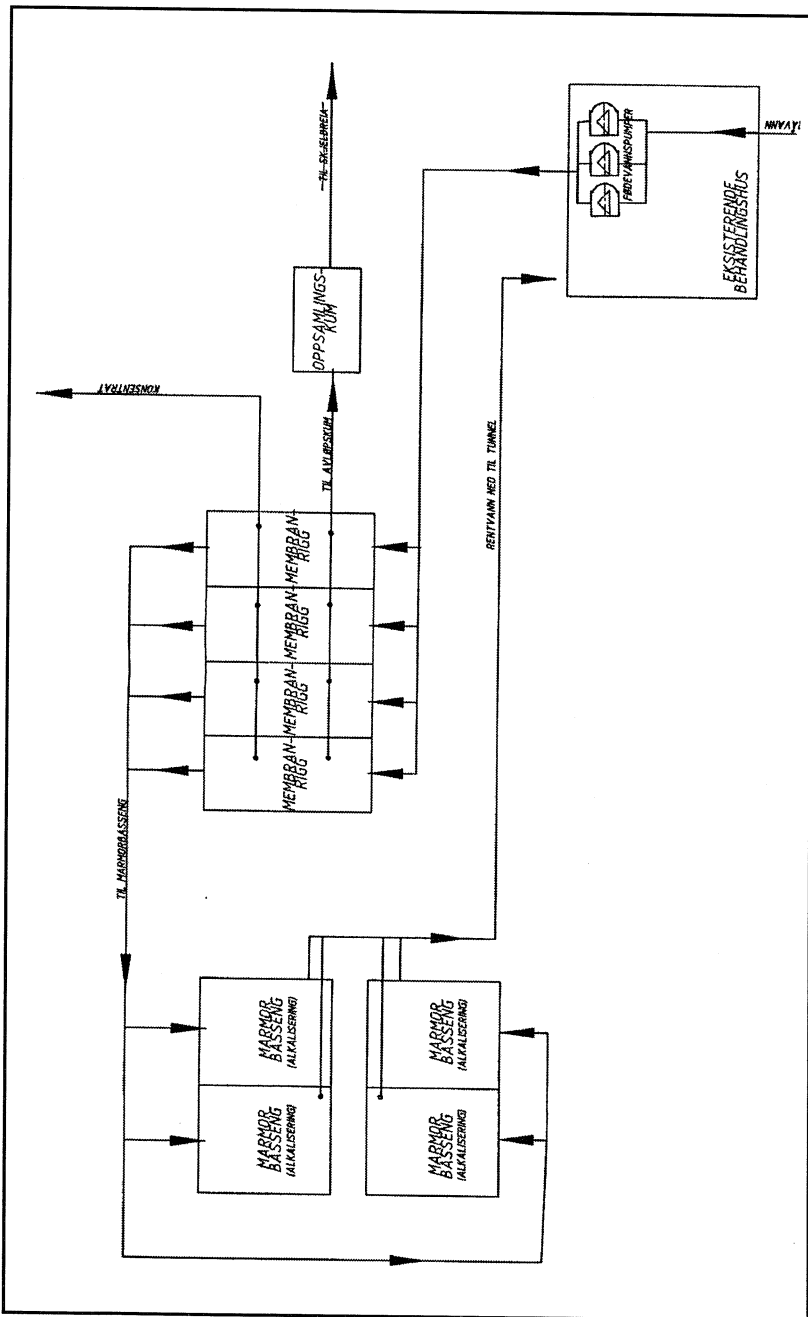 TIL SKJELBREIA
RÅVANN
FØDEVANNSPUMPER
EKSISTERENDE
BEHANDLINGSHUS
OPPSAMLINGS-
KUM
KONSENTRAT
TIL AVLØPSKUM
RENTVANN NED TIL TUNNEL
MEMBRAN-
RIGG
MEMBRAN-
RIGG
MEMBRAN-
RIGG
MEMBRAN-
RIGG
TIL MARMORBASSENG
MARMOR
BASSENG
(ALKALISERING)
MARMOR
BASSENG
(ALKALISERING)
MARMOR
BASSENG
(ALKALISERING)
MARMOR
BASSENG
(ALKALISERING)